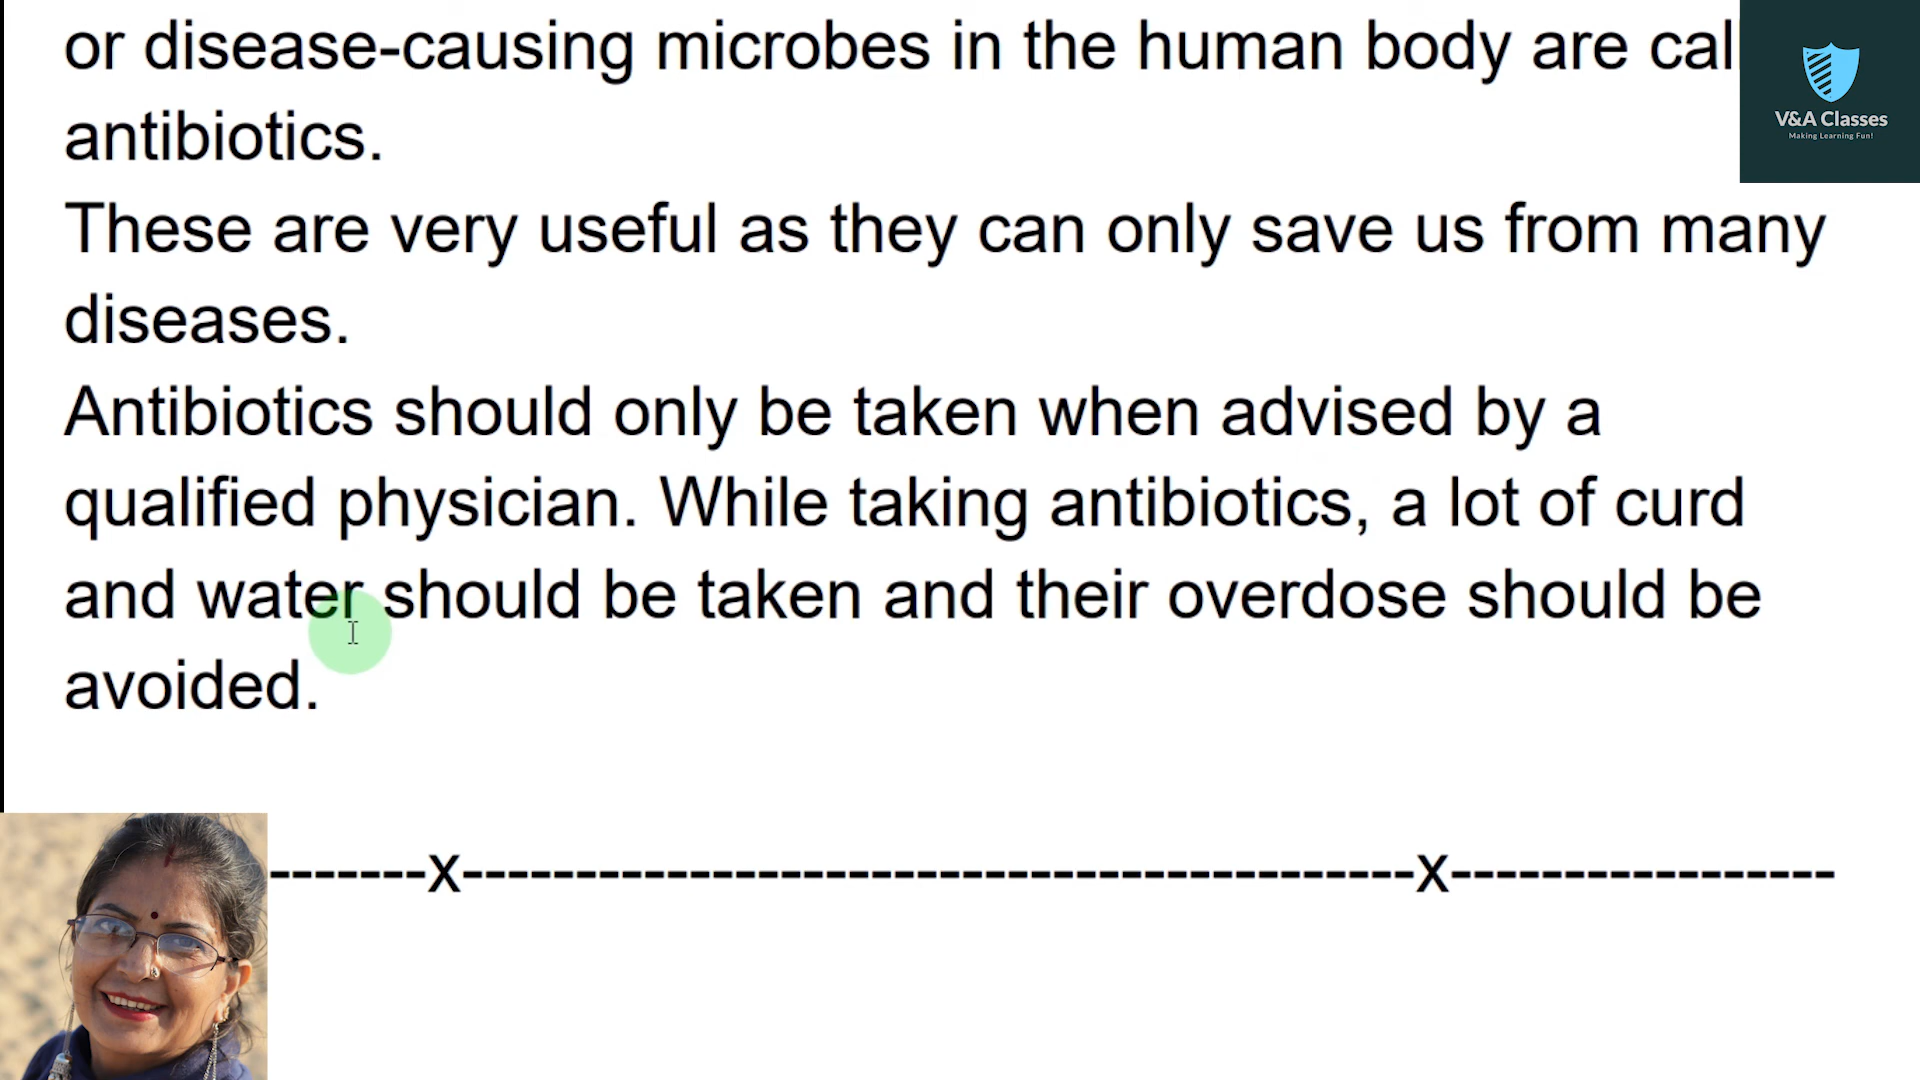 or disease-causing microbes in the human body are cal
antibiotics.
These are very useful as they can only save us from many
diseases.
Antibiotics should only be taken when advised by a
qualified physician. While taking antibiotics, a lot of curd
and water should be taken and their overdose should be
avoided.
-------x------------------------------------------x-----------------
V&A Classes
Making Learning Fun!